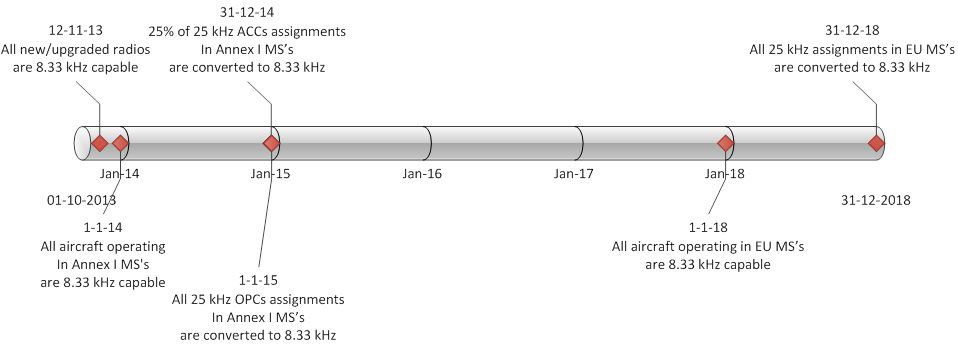 12-11-13
All new/upgraded radios
are 8.33 kHz capable
31-12-14
25% of 25 kHz ACCs assignments
In Annex I MS’s
are converted to 8.33 kHz
31-12-18
All 25 kHz assignments in EU MS’s
are converted to 8.33 kHz
Jan-14
Jan-15
Jan-16
Jan-17
Jan-18
01-10-2013
31-12-2018
1-1-14
All aircraft operating
In Annex I MS's
are 8.33 kHz capable
1-1-15
All 25 kHz OPCs assignments
In Annex I MS’s
are converted to 8.33 kHz
1-1-18
All aircraft operating in EU MS’s
are 8.33 kHz capable